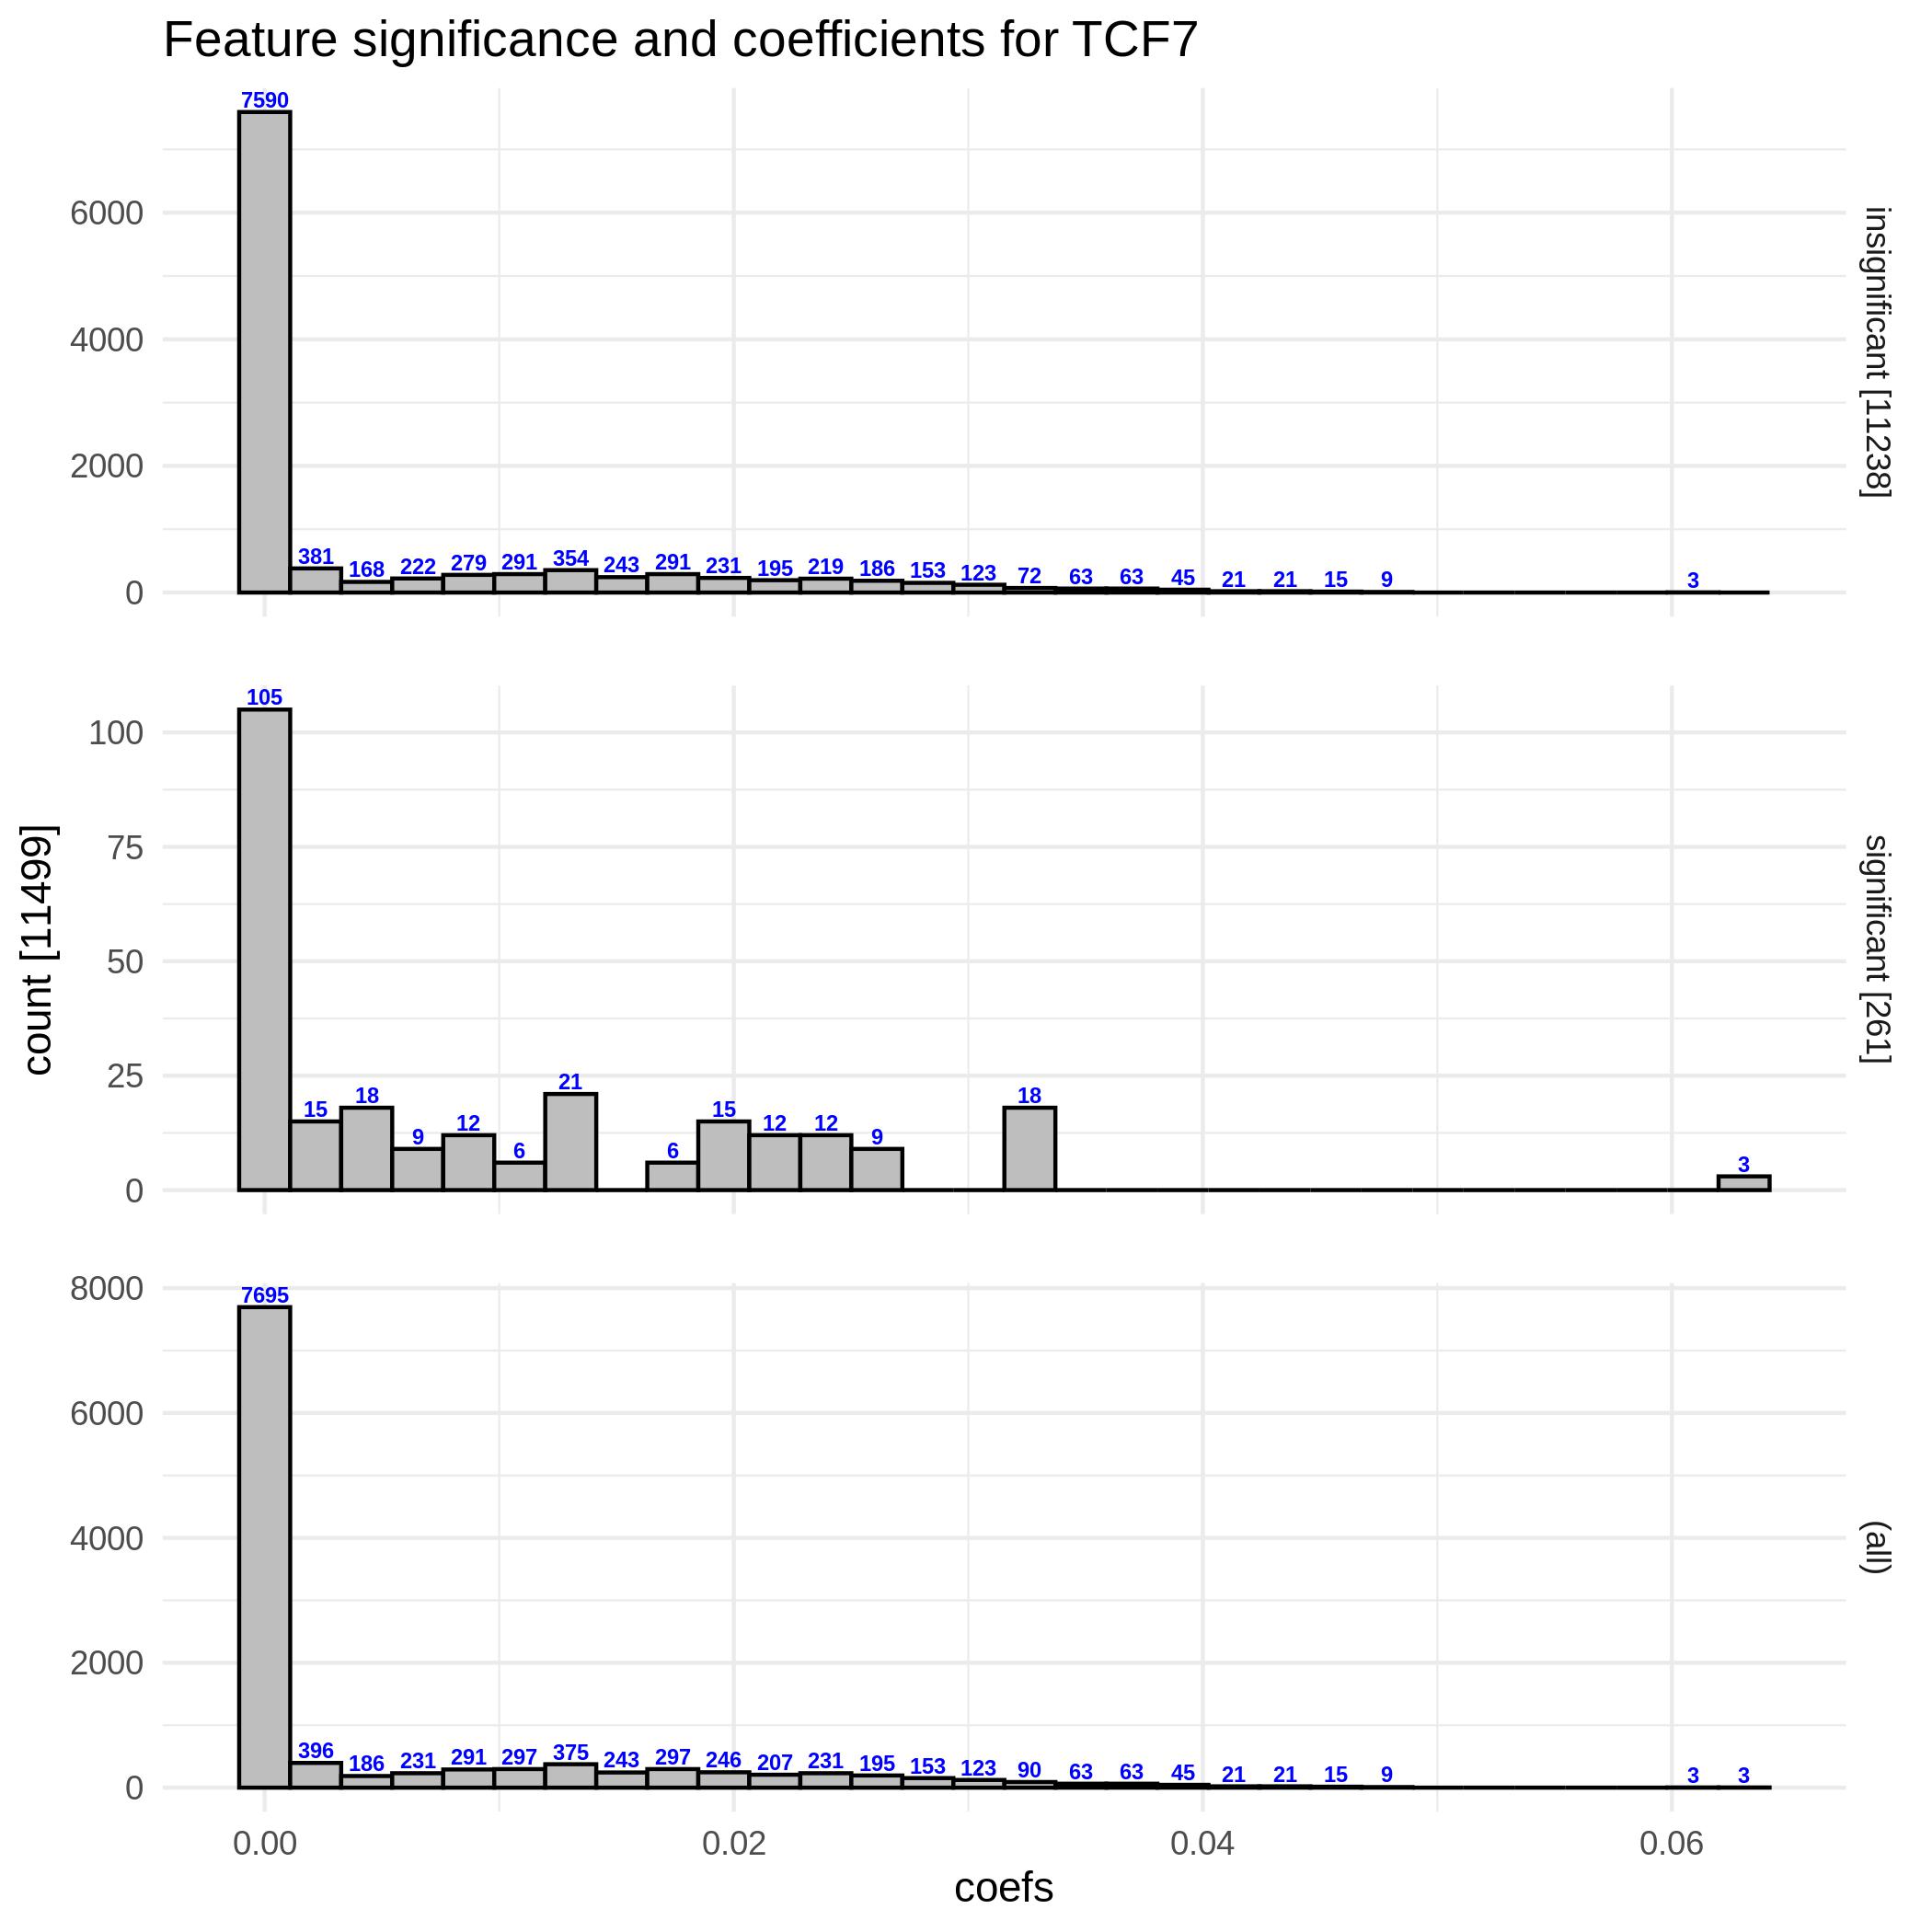 Feature significance and coefficients for TCF7
7590
6000
4000
2000
0
381 168 222 279 291 354 243 291 231 195 219 186 153 123 72 63 63 45 21 21 15 9 3
insignificant [11238]
105
100
75
50
25
0
15 18 9 12 6 21 6 15 12 12 9 18 3
significant [261]
count [11499]
8000
7695
6000
4000
2000
0
396 186 231 291 297 375 243 297 246 207 231 195 153 123 90 63 63 45 21 21 15 9 3 3
(all)
0.00 0.02 0.04 0.06
coefs